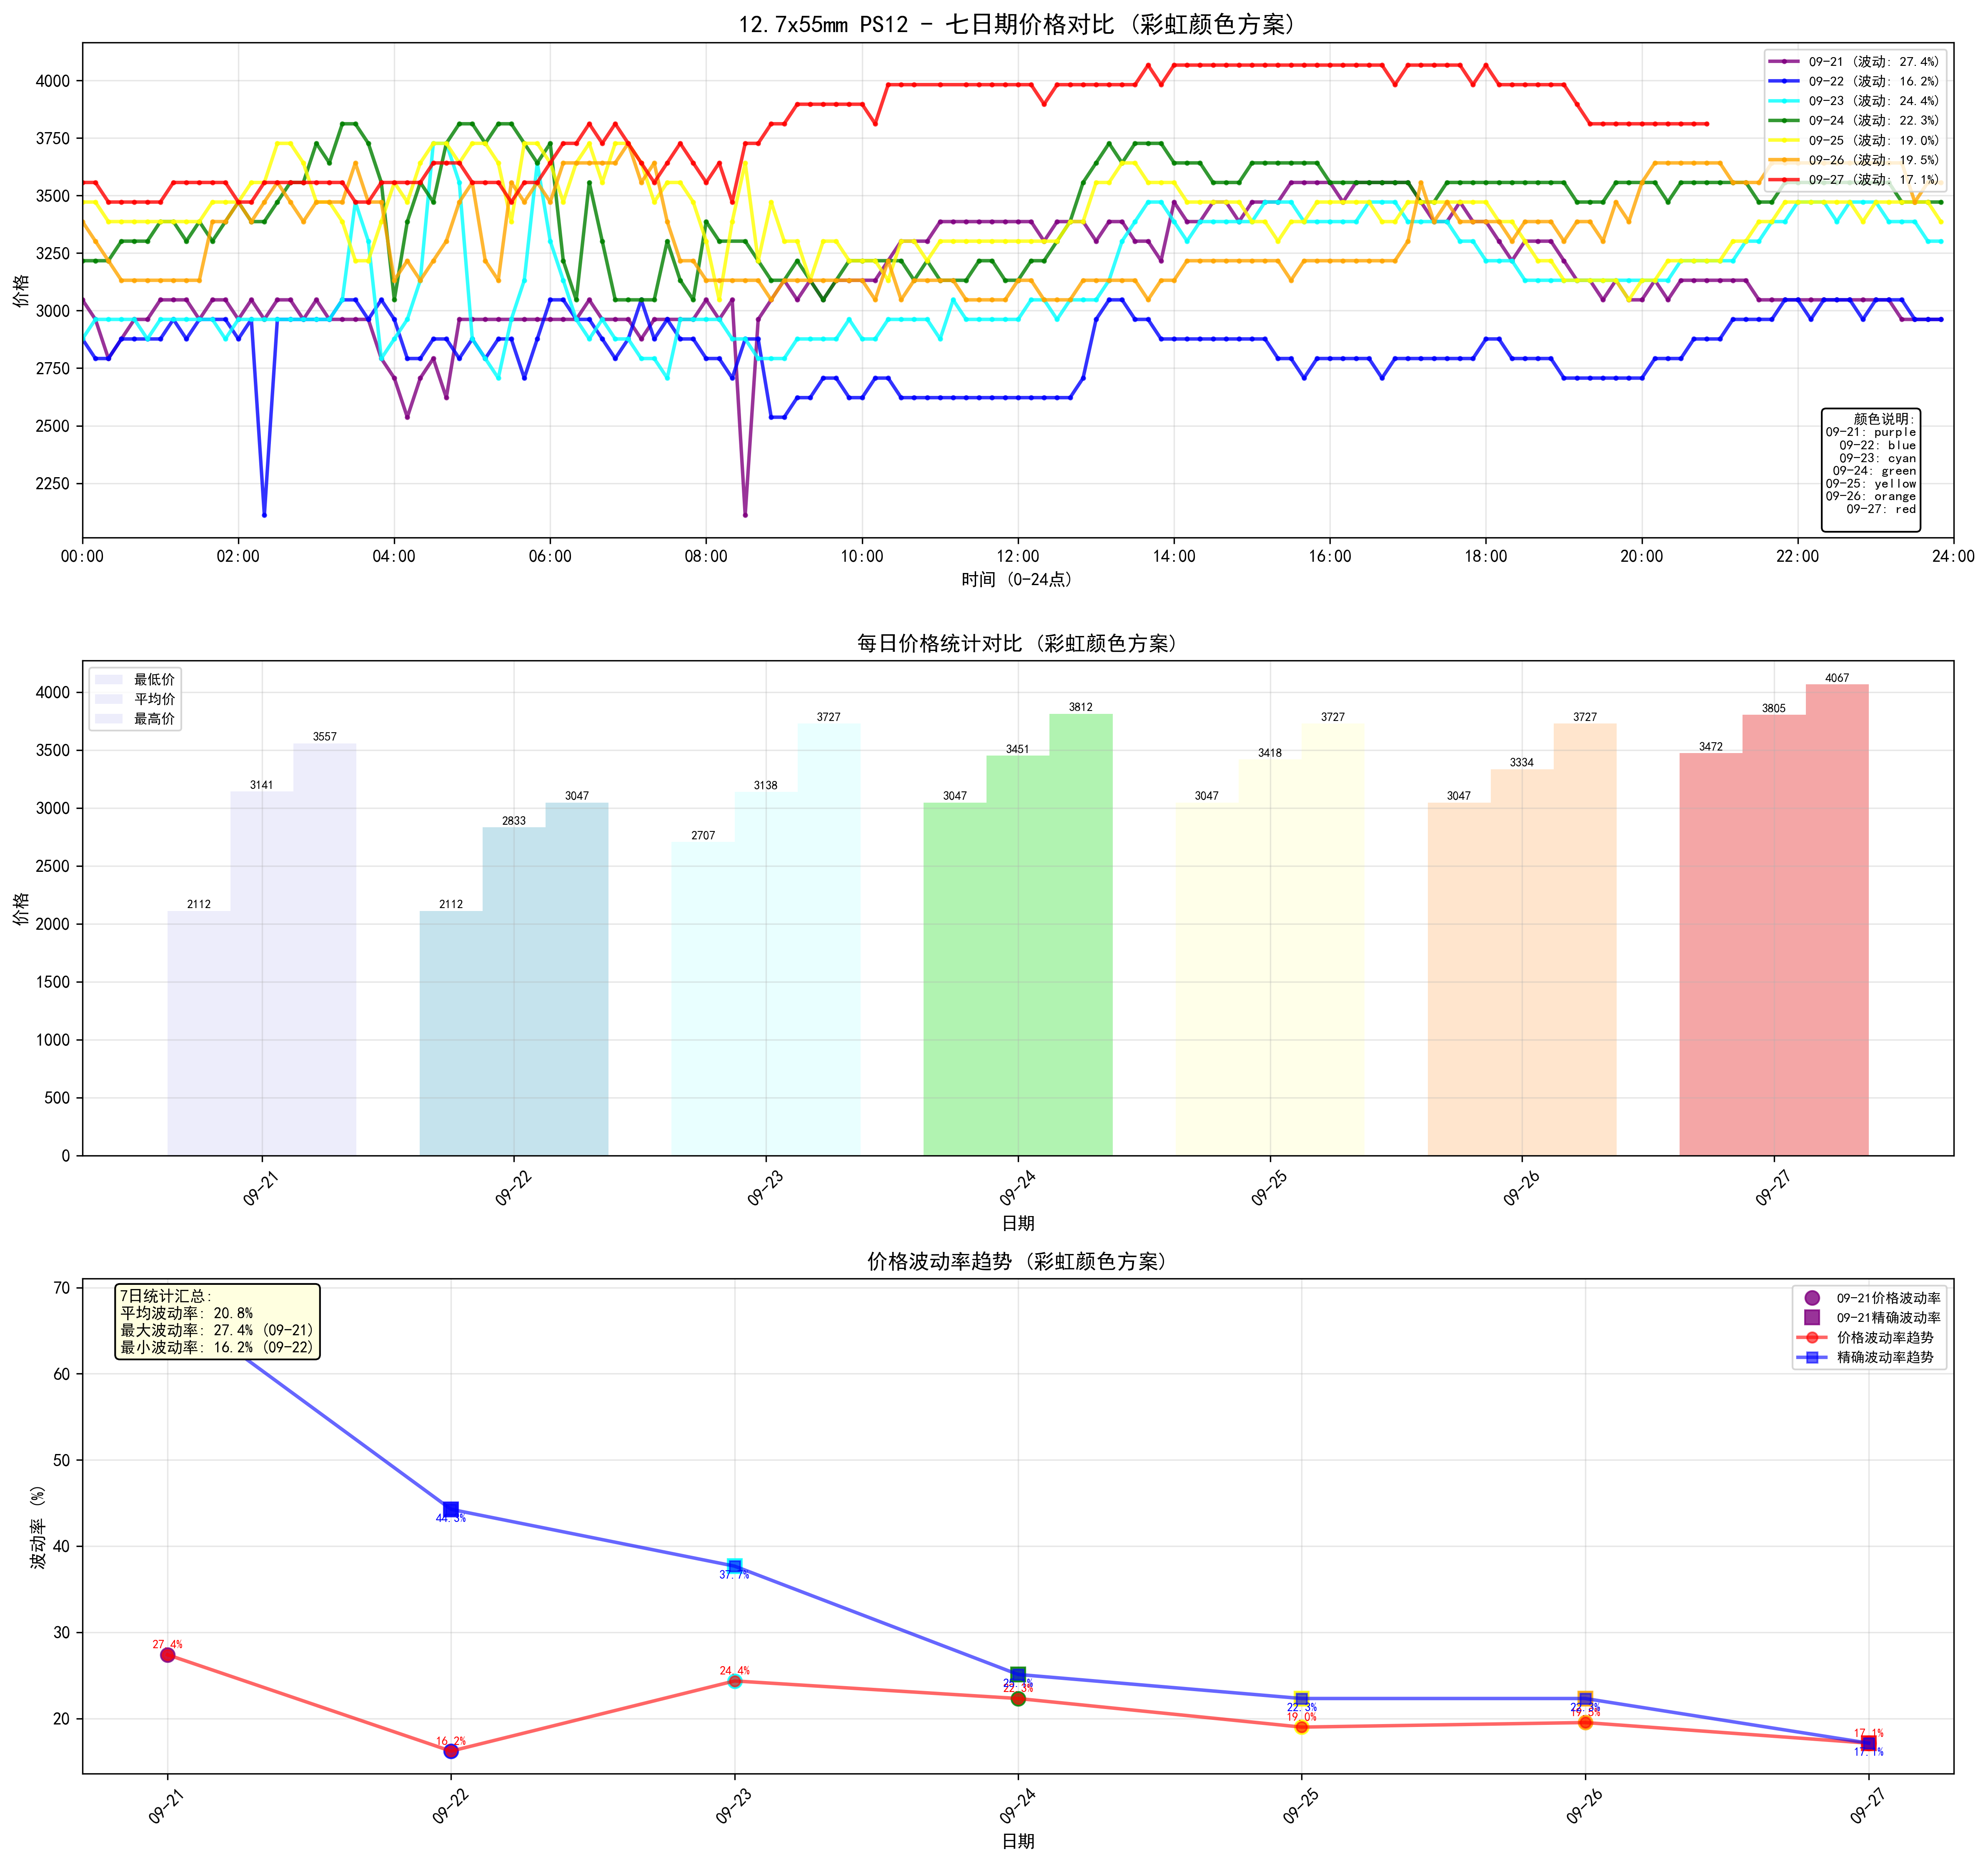 12.7x55mm PS12 - 七日期价格对比 (彩虹颜色方案)
价格
4000
3750
3500
3250
3000
2750
2500
2250
09-21 (波动: 27.4%)
09-22 (波动: 16.2%)
09-23 (波动: 24.4%)
09-24 (波动: 22.3%)
09-25 (波动: 19.0%)
09-26 (波动: 19.5%)
09-27 (波动: 17.1%)
颜色说明:
09-21: purple
09-22: blue
09-23: cyan
09-24: green
09-25: yellow
09-26: orange
09-27: red
00:00 02:00 04:00 06:00 08:00 10:00 12:00 14:00 16:00 18:00 20:00 22:00 24:00
时间 (0-24点)
每日价格统计对比 (彩虹颜色方案)
价格
4000
3500
3000
2500
2000
1500
1000
500
0
最低价
平均价
最高价
2112 3141 3557
2112 2833 3047
2707 3138 3727
3047 3451 3812
3047 3418 3727
3047 3334 3727
3472 3805 4067
09-21 09-22 09-23 09-24 09-25 09-26 09-27
日期
价格波动率趋势 (彩虹颜色方案)
波动率 (%)
70
60
50
40
30
20
7日统计汇总:
平均波动率: 20.8%
最大波动率: 27.4% (09-21)
最小波动率: 16.2% (09-22)
09-21价格波动率
09-21精确波动率
价格波动率趋势
精确波动率趋势
44.3%
37.7%
22.3%
22.3%
17.1%
27.4%
16.2%
24.4%
22.3%
19.0%
19.5%
17.1%
09-21 09-22 09-23 09-24 09-25 09-26 09-27
日期